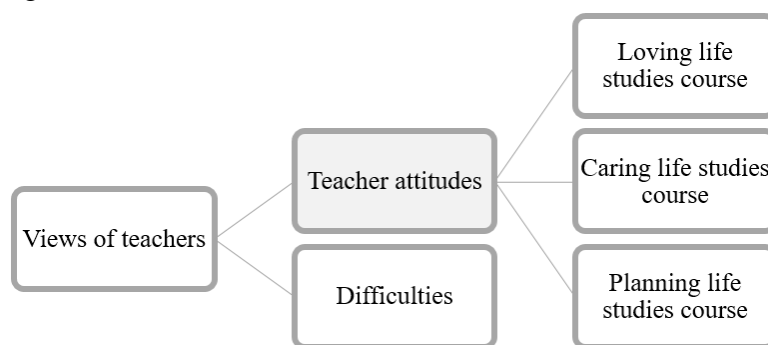 Views of teachers
Teacher attitudes
Difficulties
Loving life
studies course
Caring life studies
course
Planning life
studies course